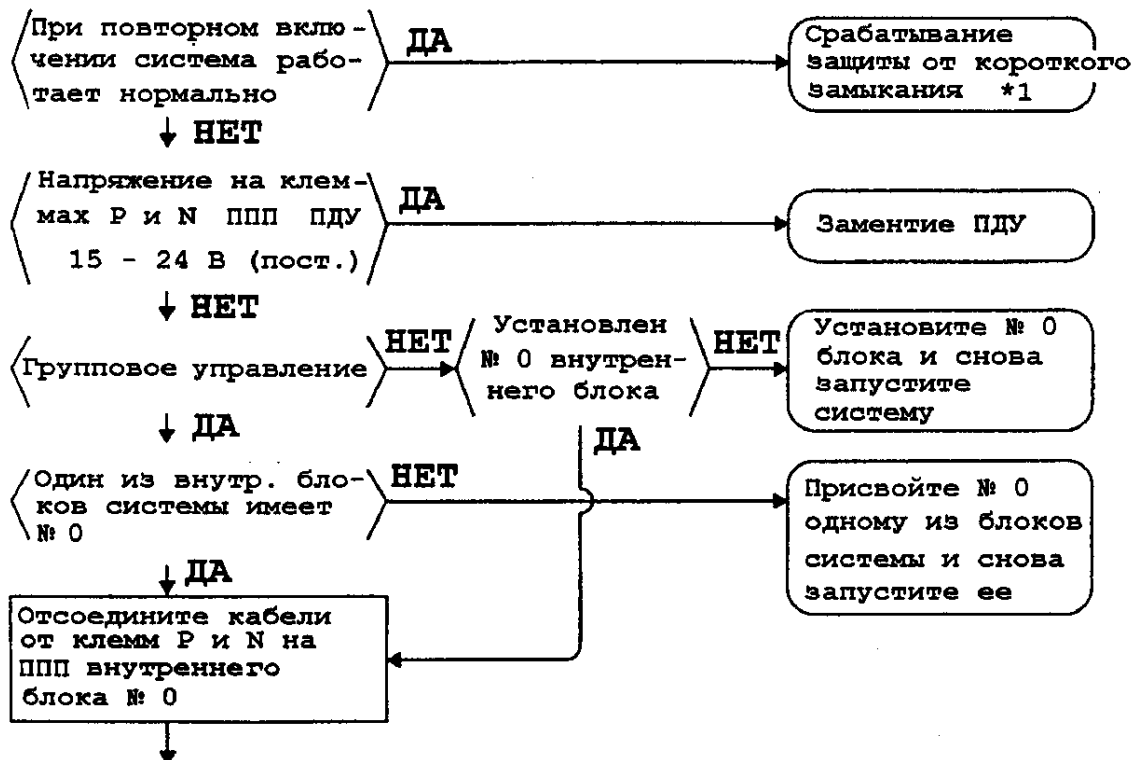 При повторном вклю-
чении система рабо-
тает нормально
ДА
Срабатывание
защиты от короткого
замыкания *1
НЕТ
Напряжение на клем-
мах P и N ППП ПДУ
15 - 24 В (пост.)
ДА
Заментие ПДУ
НЕТ
Групповое управление
НЕТ
Установлен
№ 0 внутрен-
него блока
НЕТ
Установите № 0
блока и снова
запустите
систему
ДА
ДА
Один из внутр. бло-
ков системы имеет
№ 0
НЕТ
Присвойте № 0
одному из блоков
системы и снова
запустите ее
ДА
Отсоедините кабели
от клемм P и N на
ППП внутреннего
блока № 0